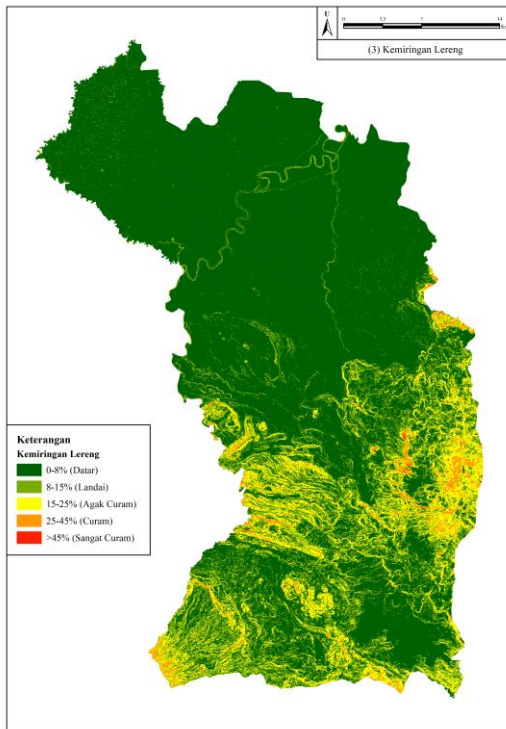 U
0 3,5 7 14
(3) Kemiringan Lereng
Keterangan
Kemiringan Lereng
0-8% (Datar)
8-15% (Landai)
15-25% (Agak Curam)
25-45% (Curam)
>45% (Sangat Curam)